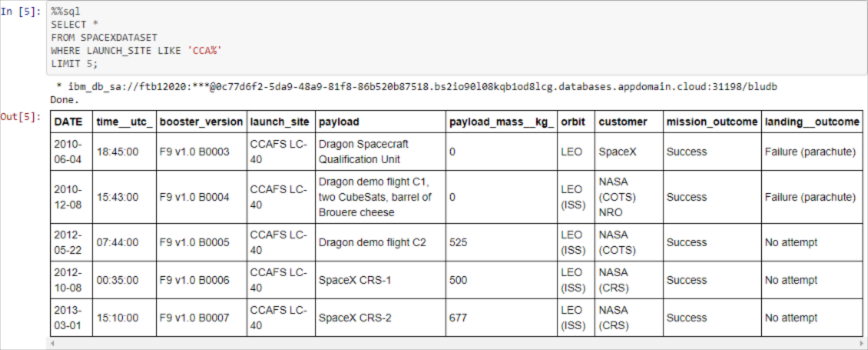 In [5]:
%%sql
SELECT *
FROM SPACEXDATASET
WHERE LAUNCH_SITE LIKE 'CCA%'
LIMIT 5;
* ibm_db_sa://ftb12020:***@0c77d6f2-5da9-48a9-81f8-86b520b87518.bs2io90l08kqb1od8lcg.databases.appdomain.cloud:31198/bludb
Done.
Out[5]:
DATE time__utc_ booster_version launch_site payload payload_mass__kg_ orbit customer mission_outcome landing__outcome
2010-
06-04
18:45:00
F9 v1.0 B0003
CCAFS LC-
40
Dragon Spacecraft
Qualification Unit
0
LEO
SpaceX
Success
Failure (parachute)
2010-
12-08
15:43:00
F9 v1.0 B0004
CCAFS LC-
40
Dragon demo flight C1,
two CubeSats, barrel of
Brouere cheese
0
LEO
(ISS)
NASA
(COTS)
NRO
Success
Failure (parachute)
2012-
05-22
07:44:00
F9 v1.0 B0005
CCAFS LC-
40
Dragon demo flight C2
525
LEO
(ISS)
NASA
(COTS)
Success
No attempt
2012-
10-08
00:35:00
F9 v1.0 B0006
CCAFS LC-
40
SpaceX CRS-1
500
LEO
(ISS)
NASA
(CRS)
Success
No attempt
2013-
03-01
15:10:00
F9 v1.0 B0007
CCAFS LC-
40
SpaceX CRS-2
677
LEO
(ISS)
NASA
(CRS)
Success
No attempt